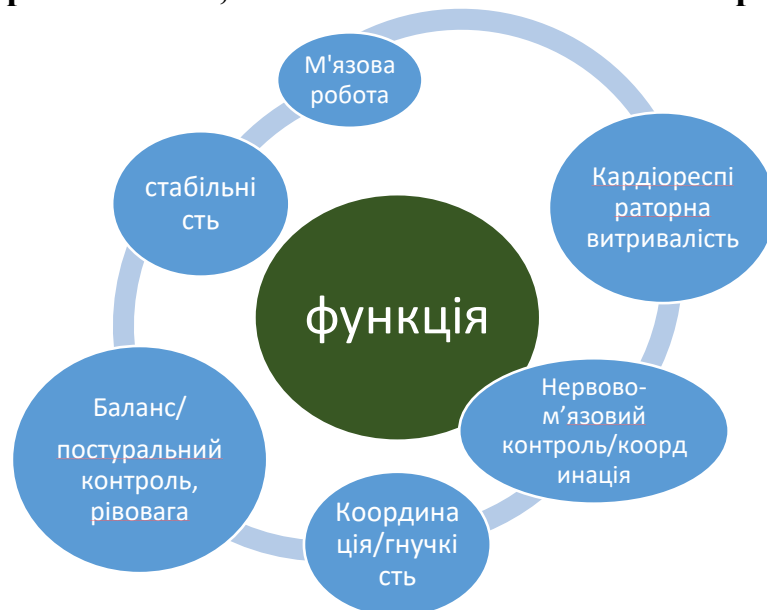 М'язова
робота
стабільні
сть
Кардіореспі
раторна
витривалість
функція
Нервово-
м’язовий
контроль/коорд
инація
Баланс/
постуральний
контроль,
рівовага
Координа
ція/гнучкі
сть